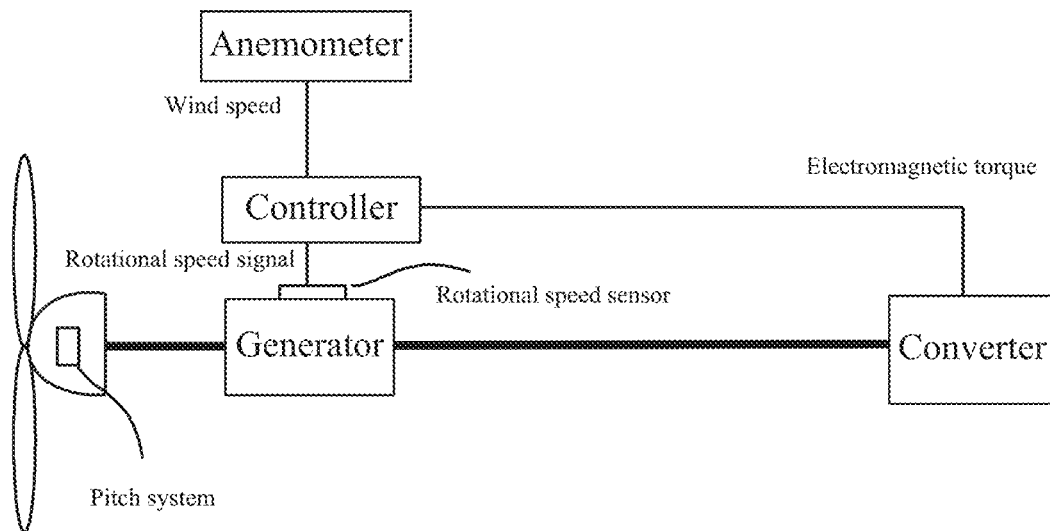 Anemometer
Wind speed
Electromagnetic torque
Controller
Rotational speed signal
Rotational speed sensor
Generator
Converter
Pitch system